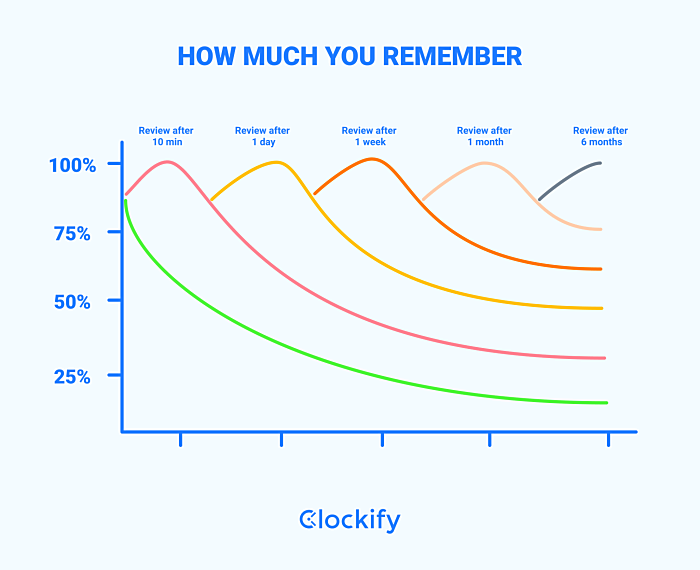 HOW MUCH YOU REMEMBER
Review after
10 min
Review after
1 day
Review after
1 week
Review after
1 month
Review after
6 months
100%
75%
50%
25%
Clockify